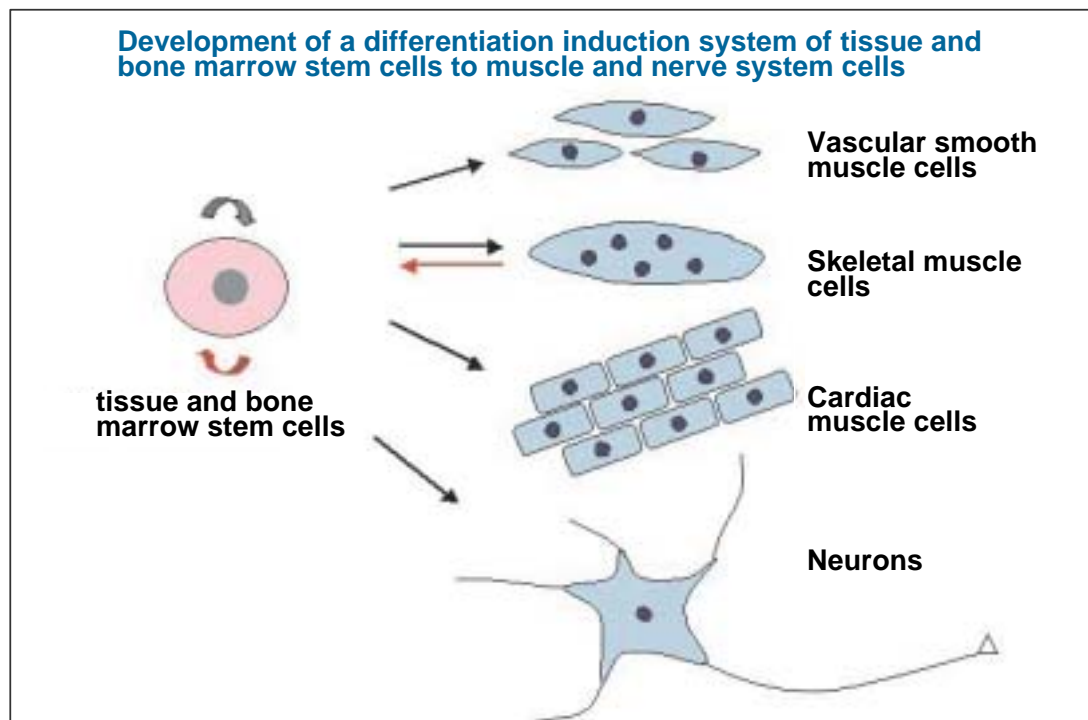 Development of a differentiation induction system of tissue and
bone marrow stem cells to muscle and nerve system cells
Vascular smooth
muscle cells
Skeletal muscle
cells
tissue and bone
marrow stem cells
Cardiac
muscle cells
Neurons